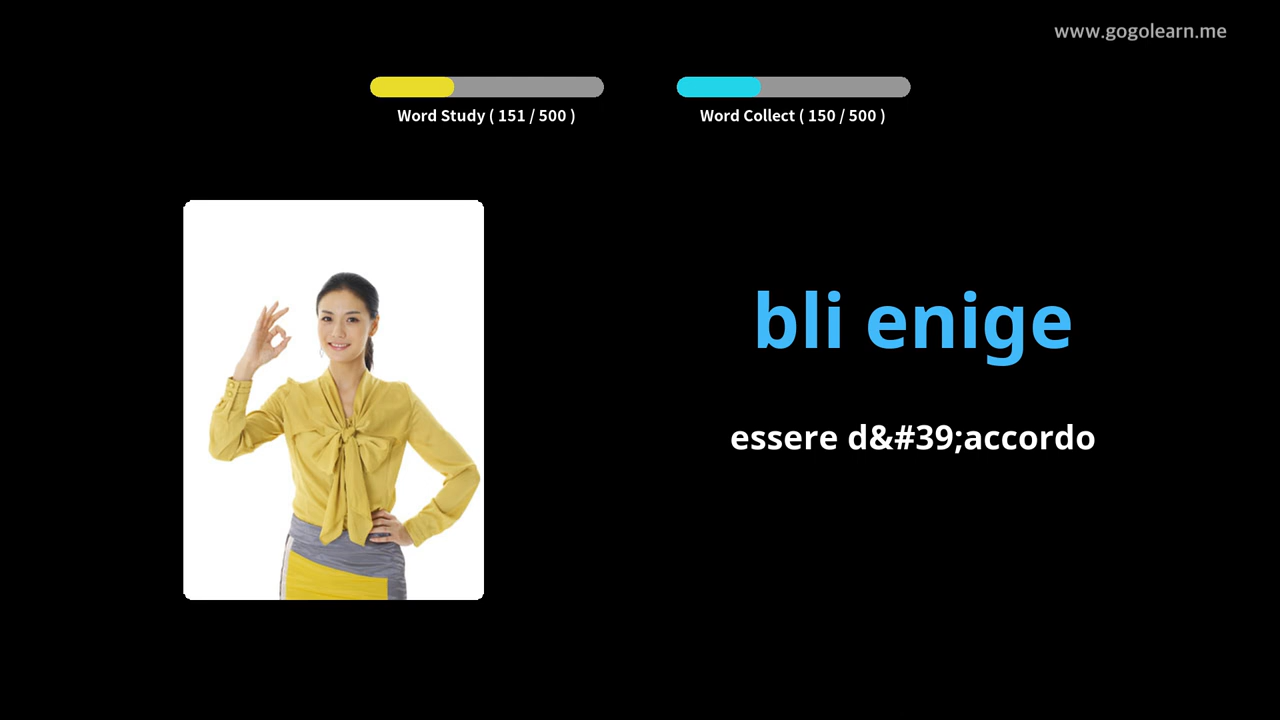 www.gogolearn.me
Word Study ( 151 / 500 )
Word Collect ( 150 / 500 )
bli enige
essere d&#39;accordo